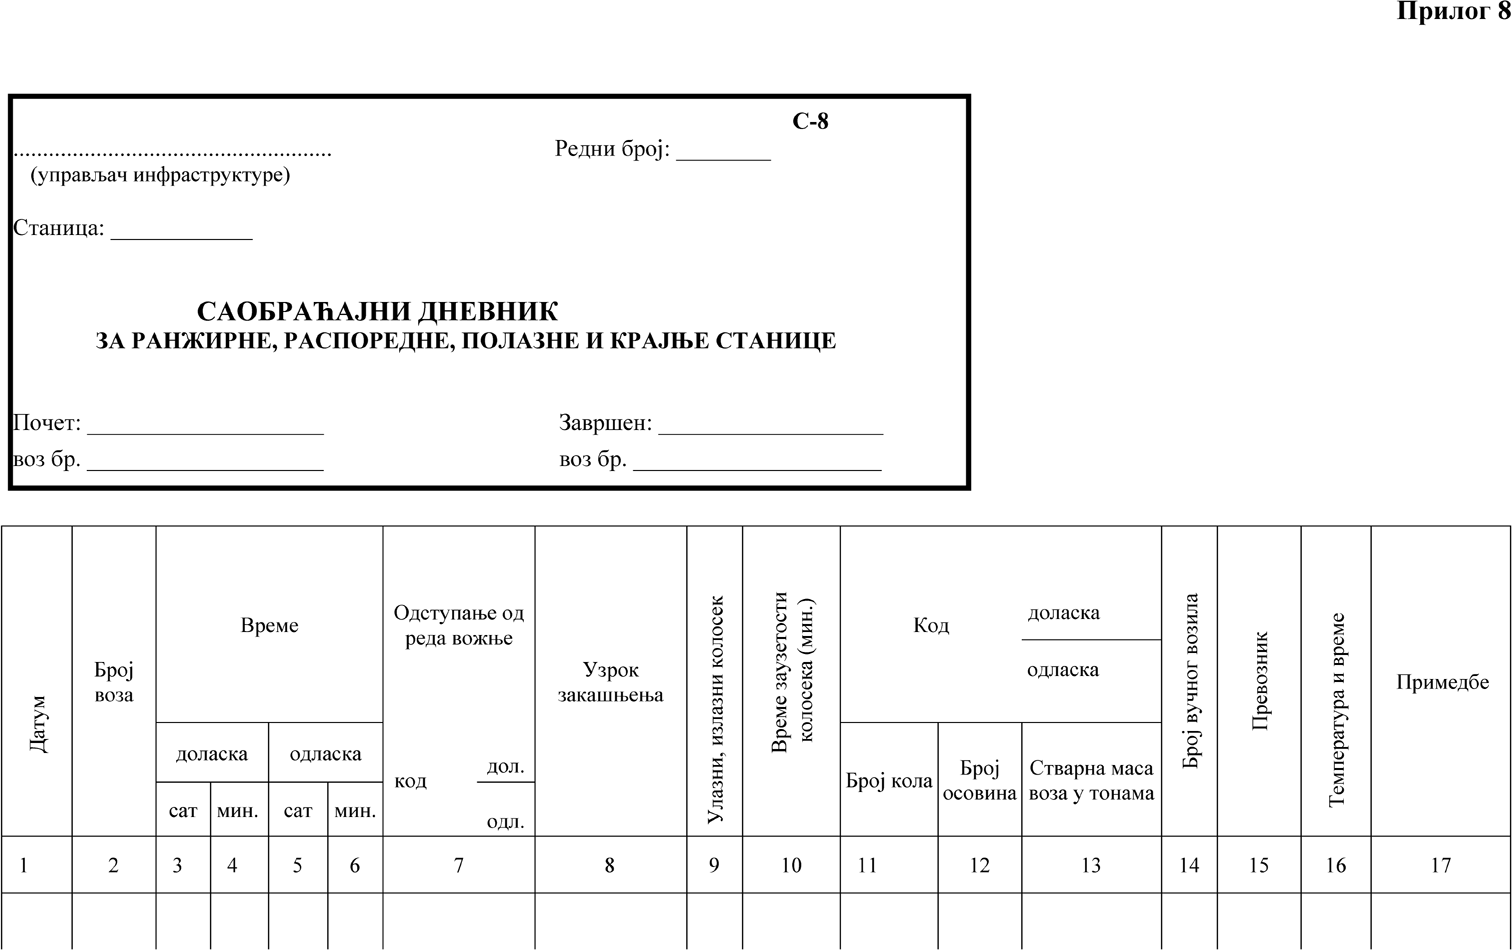 Прилог 8
С-8
...................................................... Редни број: ________
(управљач инфраструктуре)
Станица: ____________
САОБРАЋАЈНИ ДНЕВНИК
ЗА РАНЖИРНЕ, РАСПОРЕДНЕ, ПОЛАЗНЕ И КРАЈЊЕ СТАНИЦЕ
Почет: ____________________ Завршен: ___________________
воз бр. ____________________ воз бр. _____________________
Датум
Број
воза
Време
доласка
одласка
сат
мин.
сат
мин.
Одступање од
реда вожње
код
дол.
одл.
Узрок
закашњења
Улазни, излазни колосек
Време заузетости
колосека (мин.)
Код
доласка
одласка
Број кола
Број
осовина
Стварна маса
воза у тонама
Број вучног возила
Превозник
Температура и време
Примедбе
1 2 3 4 5 6 7 8 9 10 11 12 13 14 15 16 17